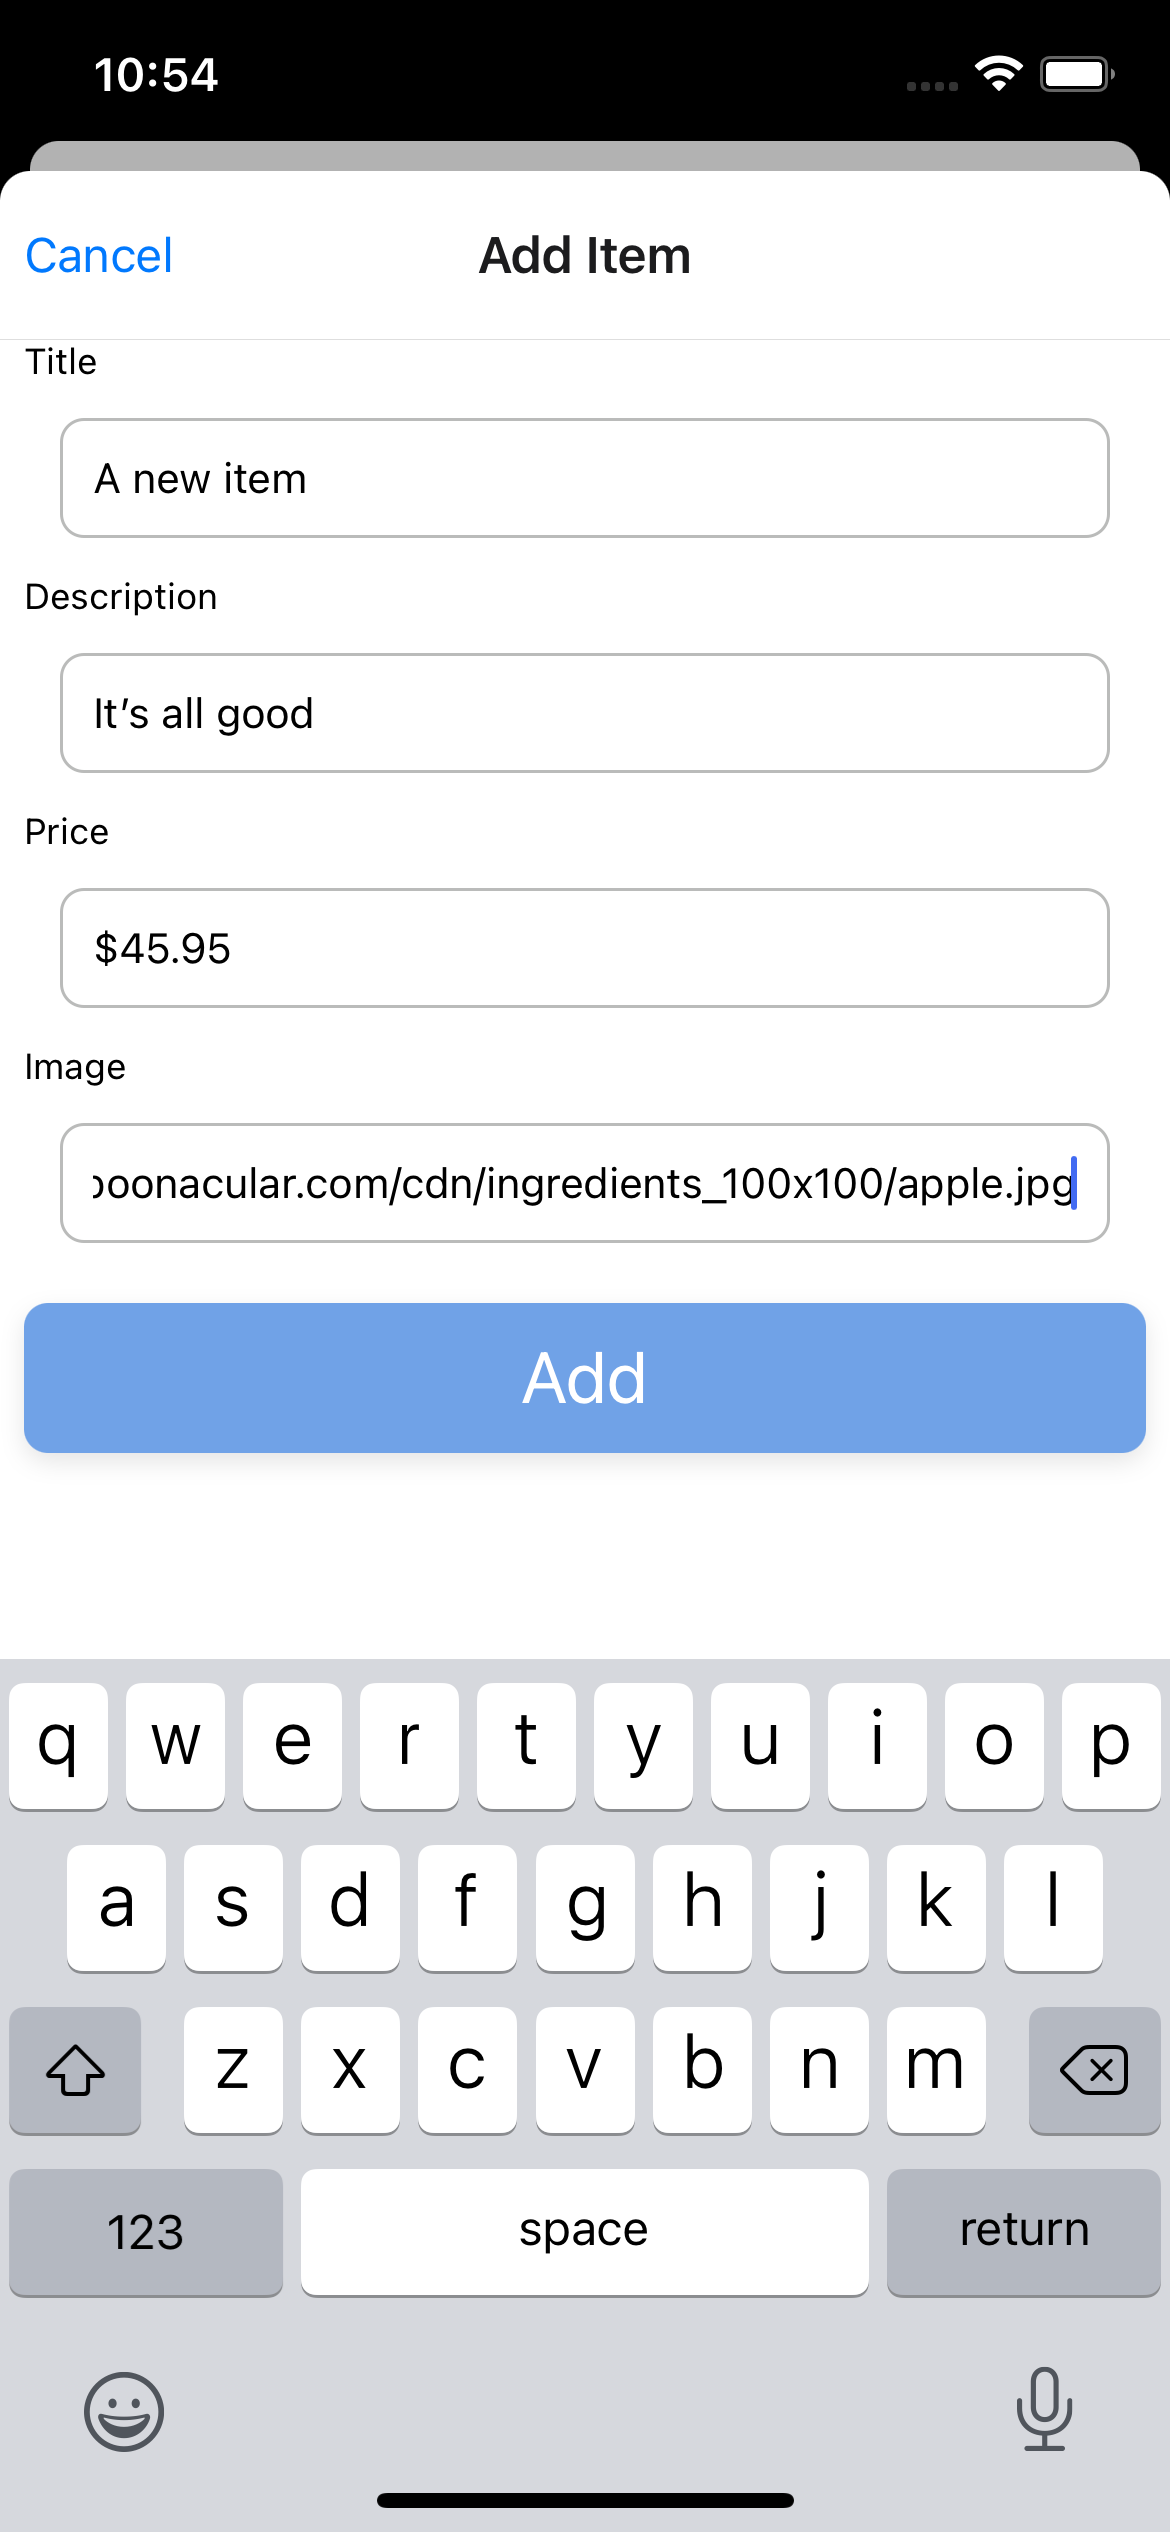 10:54
Cancel
Add Item
Title
A new item
Description
It’s all good
Price
$45.95
Image
oonacular.com/cdn/ingredients_100x100/apple.jpg
Add
q w e r t y u i o p
a s d f g h j k l
z x c v b n m
123
space
return